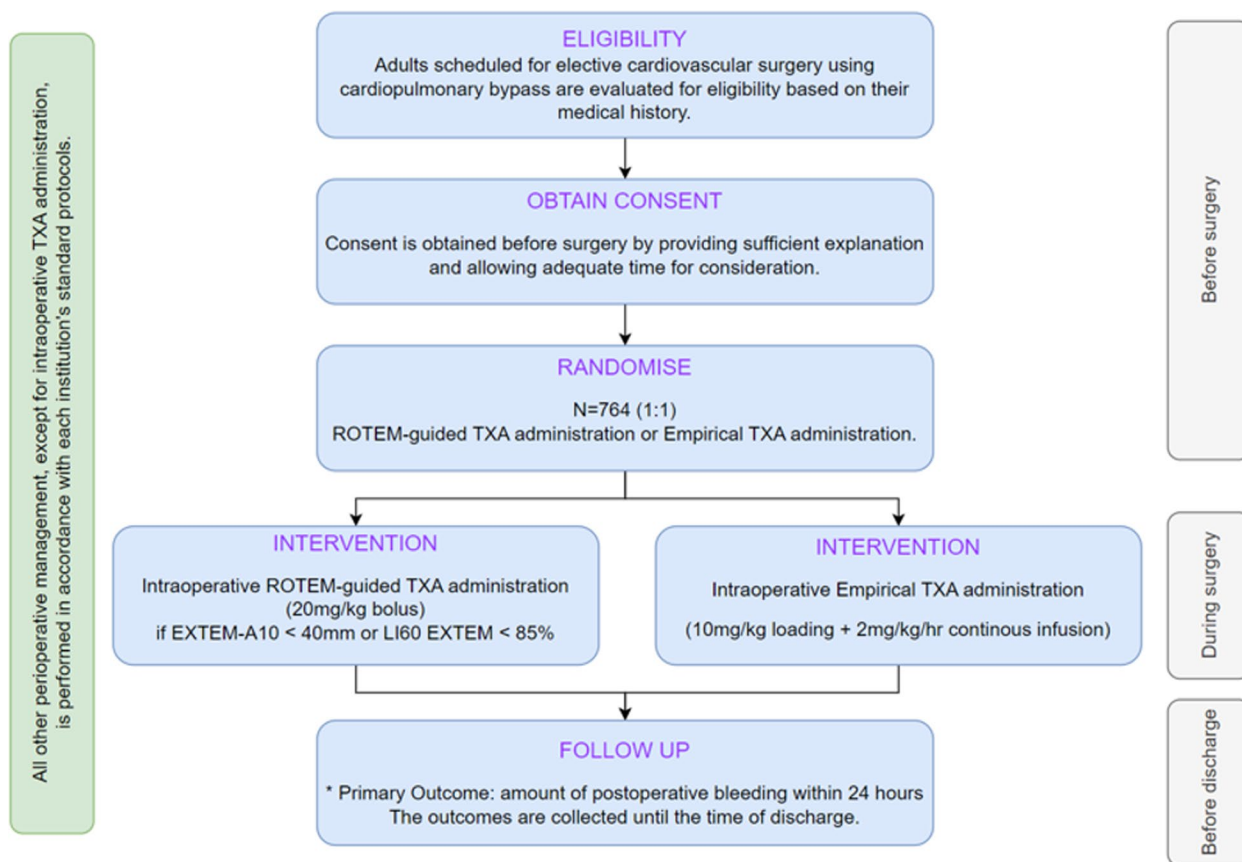 All other perioperative management, except for intraoperative TXA administration,
is performed in accordance with each institution's standard protocols.
ELIGIBILITY
Adults scheduled for elective cardiovascular surgery using
cardiopulmonary bypass are evaluated for eligibility based on their
medical history.
OBTAIN CONSENT
Consent is obtained before surgery by providing sufficient explanation
and allowing adequate time for consideration.
RANDOMISE
N=764 (1:1)
ROTEM-guided TXA administration or Empirical TXA administration.
Before surgery
INTERVENTION
Intraoperative ROTEM-guided TXA administration
(20mg/kg bolus)
if EXTEM-A10 < 40mm or LI60 EXTEM < 85%
INTERVENTION
Intraoperative Empirical TXA administration
(10mg/kg loading + 2mg/kg/hr continous infusion)
During surgery
FOLLOW UP
* Primary Outcome: amount of postoperative bleeding within 24 hours
The outcomes are collected until the time of discharge.
Before discharge